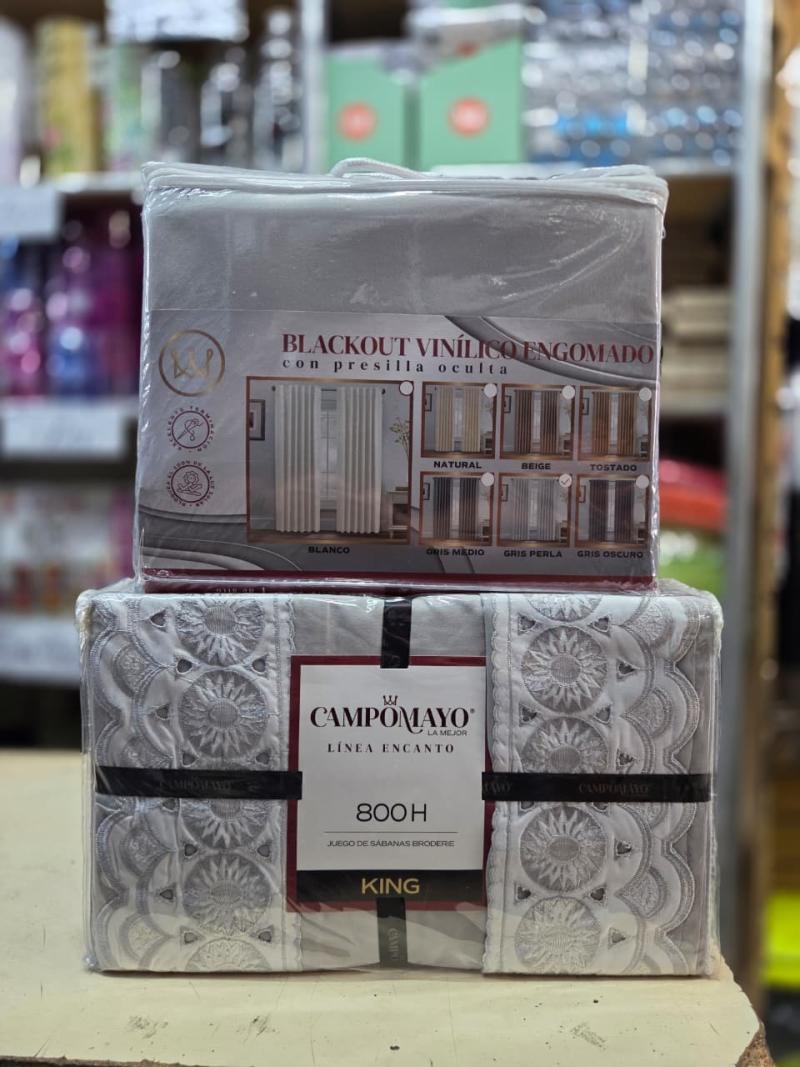 BLACKOUT VINÍLICO ENGOMADO
con presilla oculta
BLANCO
NATURAL
BEIGE
TOSTADO
GRIS MEDIO
GRIS PERLA
GRIS OSCURO
CAMPOMAYO®
LA MEJOR
LÍNEA ENCANTO
800H
JUEGO DE SÁBANAS BRODERIE
KING
CAMPOMAYO
CAMPOMAYO